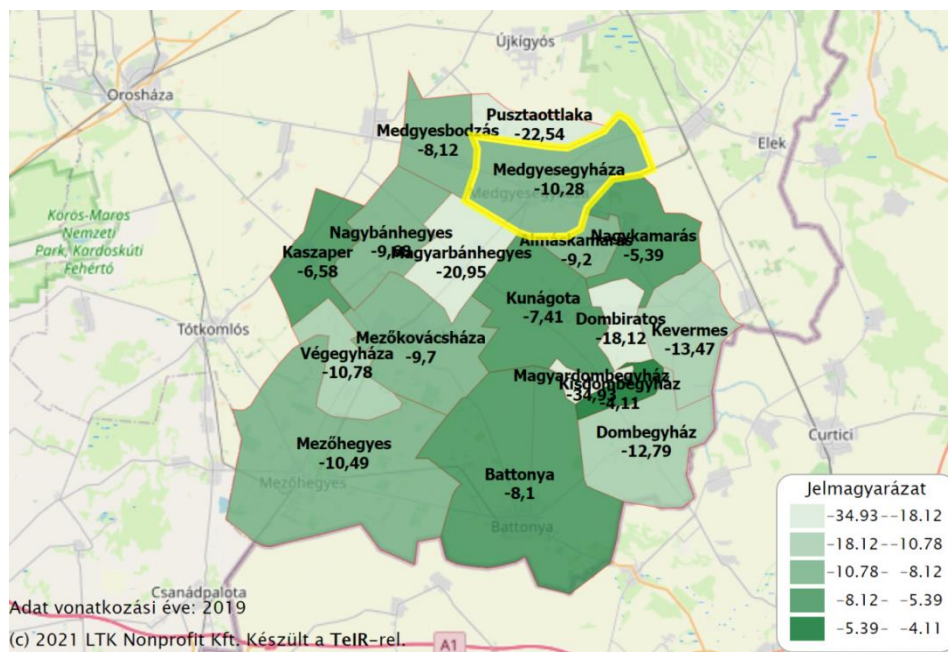 Újkígyós
Orosháza
Pusztaottlaka
-22,54
Medgyesbodzás
-8,12
Elek
Medgyesegyháza
-10,28
Medgyesegyháza
Körös-Maros
Nemzeti
Park, Kardoskúti
Fehértó
Nagybánhegyes
Kaszaper
-6,58
Magyarbánhegyes
-20,95
Almáskamarás
-9,2
Nagykamarás
-5,39
Kunágota
-7,41
Tótkomlós
Dombiratos
-18,12
Kevermes
-13,47
Mezőkovácsháza
-9,7
Végegyháza
-10,78
Magyardombegyház
-34,93
Kisdombegyház
-4,11
Mezőhegyes
-10,49
Mezőhegyes
Dombegyház
-12,79
Curtici
Battonya
-8,1
Battonya
Jelmagyarázat
-34.93--18.12
-18.12--10.78
-10.78--8.12
-8.12--5.39
-5.39--4.11
Csanádpalota
Adat vonatkozási éve: 2019
(c) 2021 LTK Nonprofit Kft. Készült a TeIR-rel.
A1